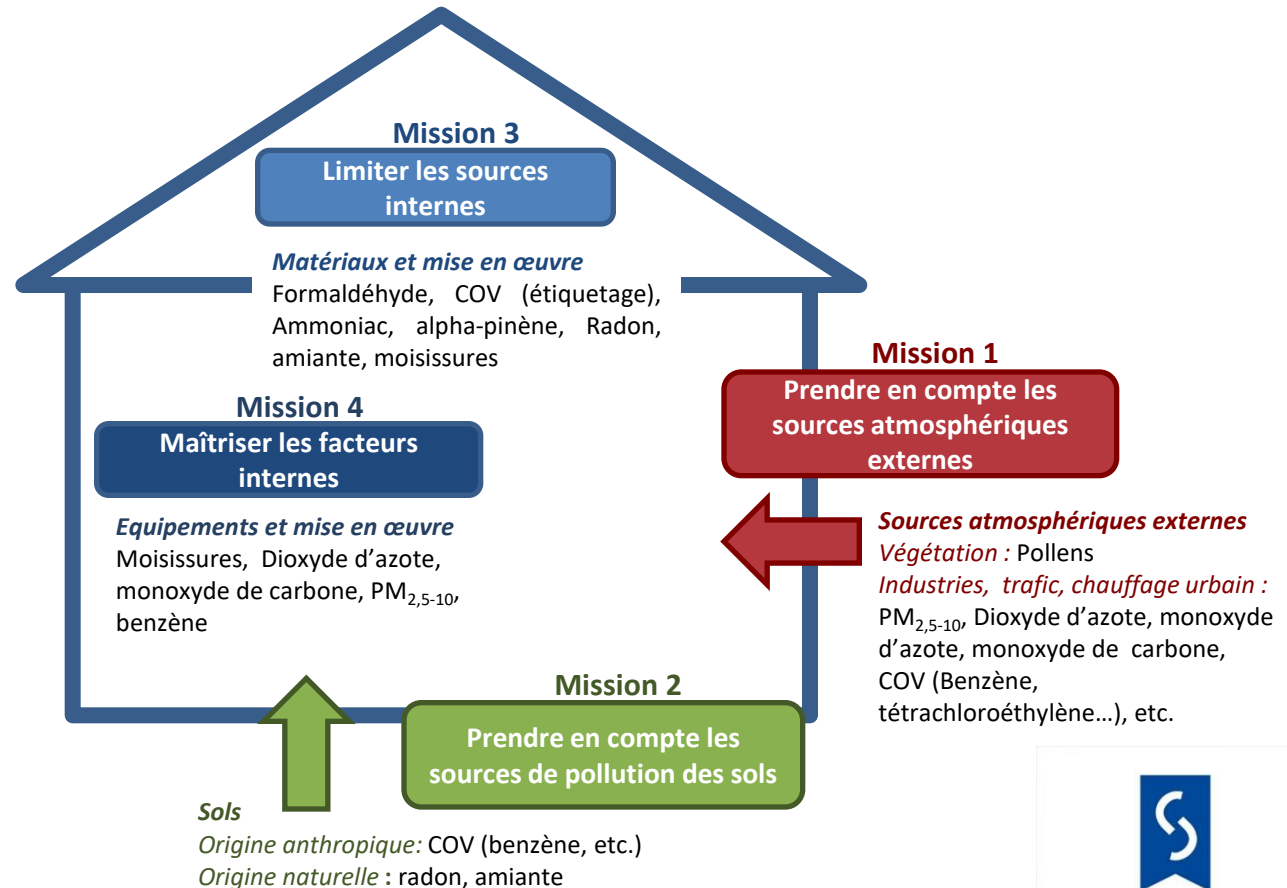 Mission 3
Limiter les sources
internes
Matériaux et mise en œuvre
Formaldéhyde, COV (étiquetage),
Ammoniac, alpha-pinène, Radon,
amiante, moisissures
Mission 1
Prendre en compte les
sources atmosphériques
externes
Mission 4
Maîtriser les facteurs
internes
Equipements et mise en œuvre
Moisissures, Dioxyde d'azote,
monoxyde de carbone, PM2,5-10,
benzène
Sources atmosphériques externes
Végétation : Pollens
Industries, trafic, chauffage urbain :
PM2,5-10, Dioxyde d'azote, monoxyde
d'azote, monoxyde de carbone,
COV (Benzène,
tétrachloroéthylène…), etc.
Mission 2
Prendre en compte les
sources de pollution des sols
Sols
Origine anthropique: COV (benzène, etc.)
Origine naturelle : radon, amiante